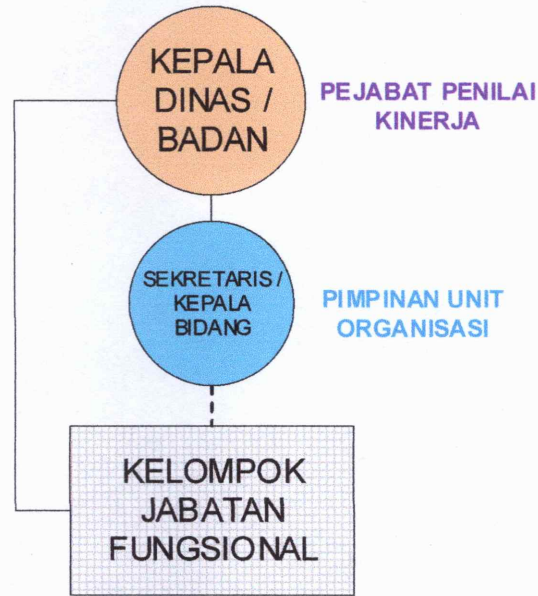 KEPALA
DINAS /
BADAN
PEJABAT PENILAI
KINERJA
SEKRETARIS /
KEPALA
BIDANG
PIMPINAN UNIT
ORGANISASI
KELOMPOK
JABATAN
FUNGSIONAL